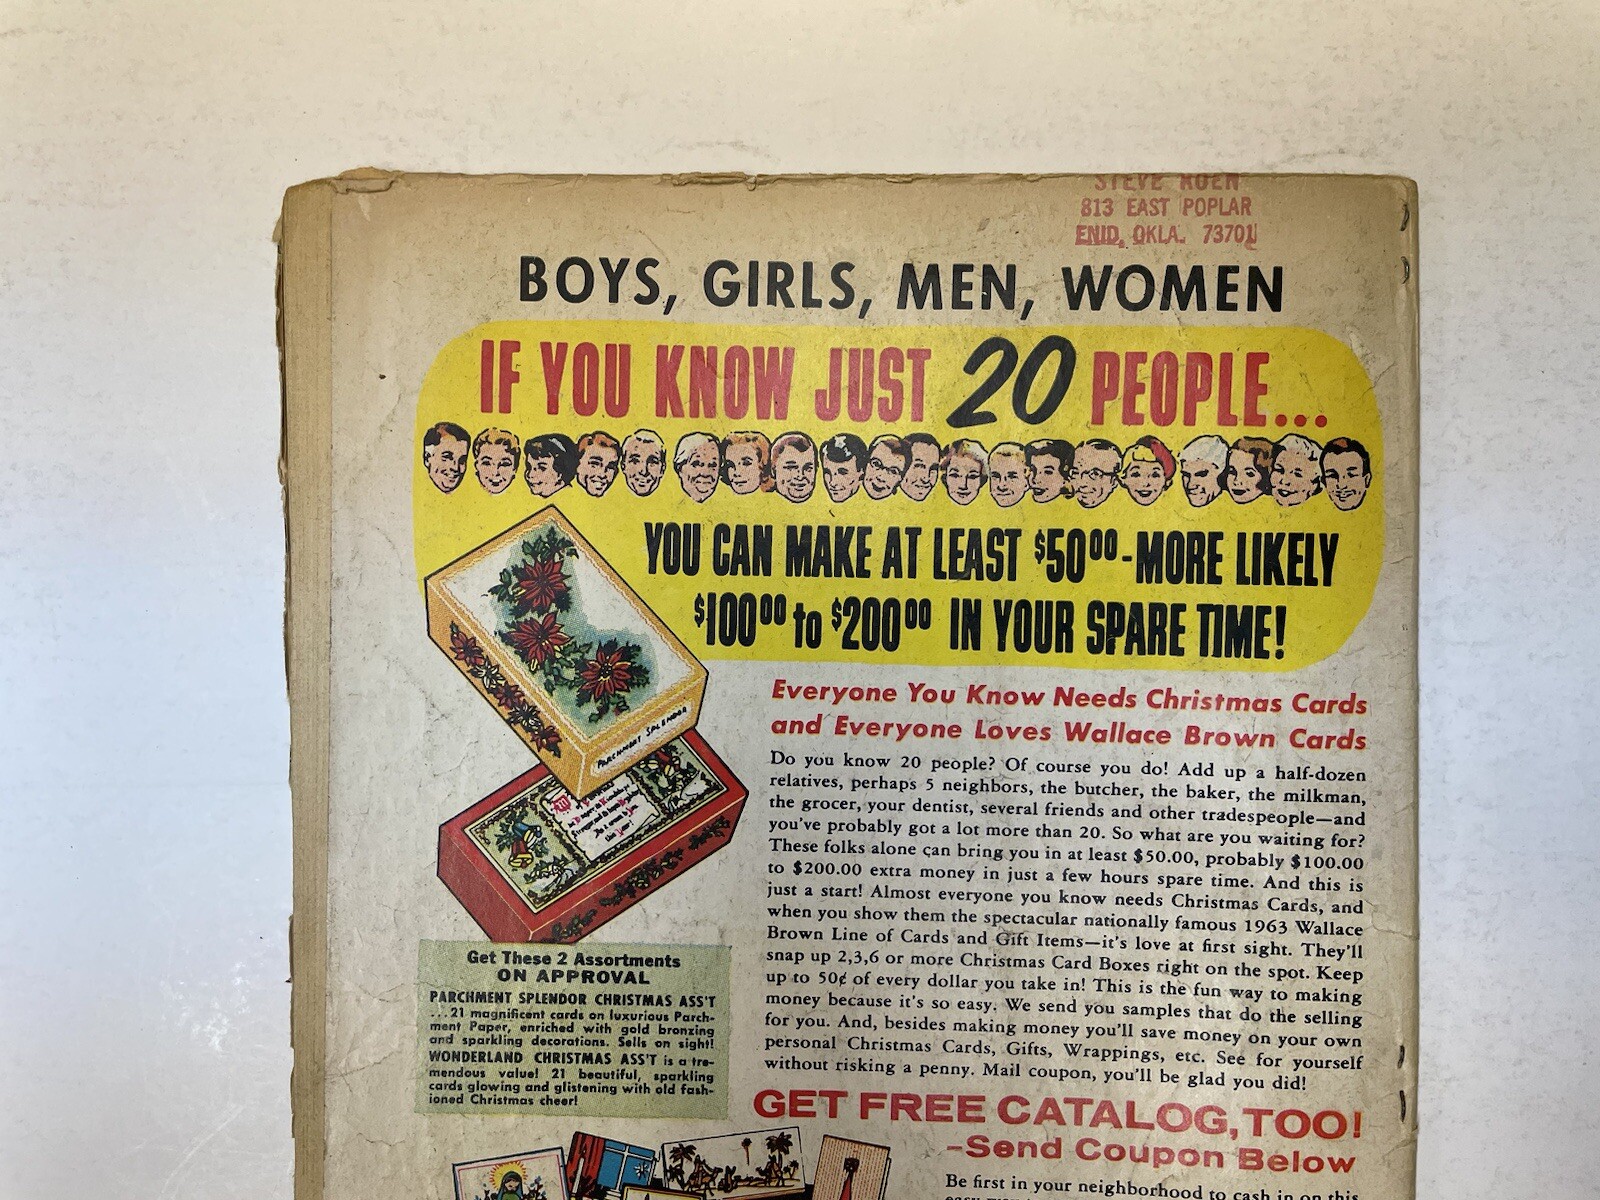 STEVE
813 EAST POPLAR
ENID, OKLA. 73701
BOYS, GIRLS, MEN, WOMEN
IF YOU KNOW JUST 20 PEOPLE...
YOU CAN MAKE AT LEAST $50⁰⁰-MORE LIKELY
$100⁰⁰ to $200⁰⁰ IN YOUR SPARE TIME!
PARCHMENT SPLENDOR
Everyone You Know Needs Christmas Cards
and Everyone Loves Wallace Brown Cards
Do you know 20 people? Of course you do! Add up a half-dozen
relatives, perhaps 5 neighbors, the butcher, the baker, the milkman,
the grocer, your dentist, several friends and other tradespeople—and
you've probably got a lot more than 20. So what are you waiting for?
These folks alone can bring you in at least $50.00, probably $100.00
to $200.00 extra money in just a few hours spare time. And this is
just a start! Almost everyone you know needs Christmas Cards, and
when you show them the spectacular nationally famous 1963 Wallace
Brown Line of Cards and Gift Items—it's love at first sight. They'll
snap up 2,3,6 or more Christmas Card Boxes right on the spot. Keep
up to 50¢ of every dollar you take in! This is the fun way to making
money because it's so easy. We send you samples that do the selling
for you. And, besides making money you'll save money on your own
personal Christmas Cards, Gifts, Wrappings, etc. See for yourself
without risking a penny. Mail coupon, you'll be glad you did!
Get These 2 Assortments
ON APPROVAL
PARCHMENT SPLENDOR CHRISTMAS ASS'T
...21 magnificent cards on luxurious Parch-
ment Paper, enriched with gold bronzing
and sparkling decorations. Sells on sight!
WONDERLAND CHRISTMAS ASS'T is a tre-
mendous value! 21 beautiful, sparkling
cards glowing and glistening with old fash-
ioned Christmas cheer!
GET FREE CATALOG, TOO!
-Send Coupon Below
Be first in your neighborhood to cash in on this